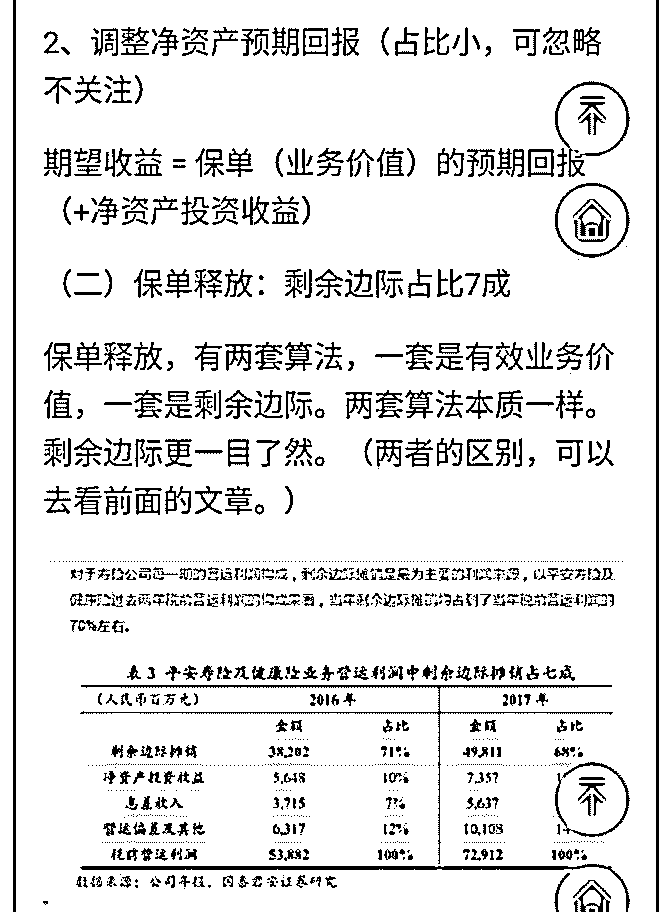 2、调整净资产预期回报（占比小，可忽略
不关注）
期望收益 = 保单（业务价值）的预期回报
（+净资产投资收益）
（二）保单释放：剩余边际占比7成
保单释放，有两套算法，一套是有效业务价
值，一套是剩余边际。两套算法本质一样。
剩余边际更一目了然。（两者的区别，可以
去看前面的文章。）
对于寿险公司每一期的营运利润构成，剩余边际摊销是最为主要的利润来源，以平安寿险及
健康险过去两年税前营运利润的构成来看，当年剩余边际摊销均占到了当年税前营运利润的
70%左右。
表 3 平安寿险及健康险业务营运利润中剩余边际摊销占七成
（人民币百万元） 2016 年 2017 年
金额 占比 金额 占比
剩余边际摊销 38,202 71% 49,811 68%
净资产投资收益 5,648 10% 7,357
息差收入 3,715 7% 5,637
营运偏差及其他 6,317 12% 10,108 14
税前营运利润 53,882 100% 72,912 100%
数据来源：公司年报，国泰君安证券研究